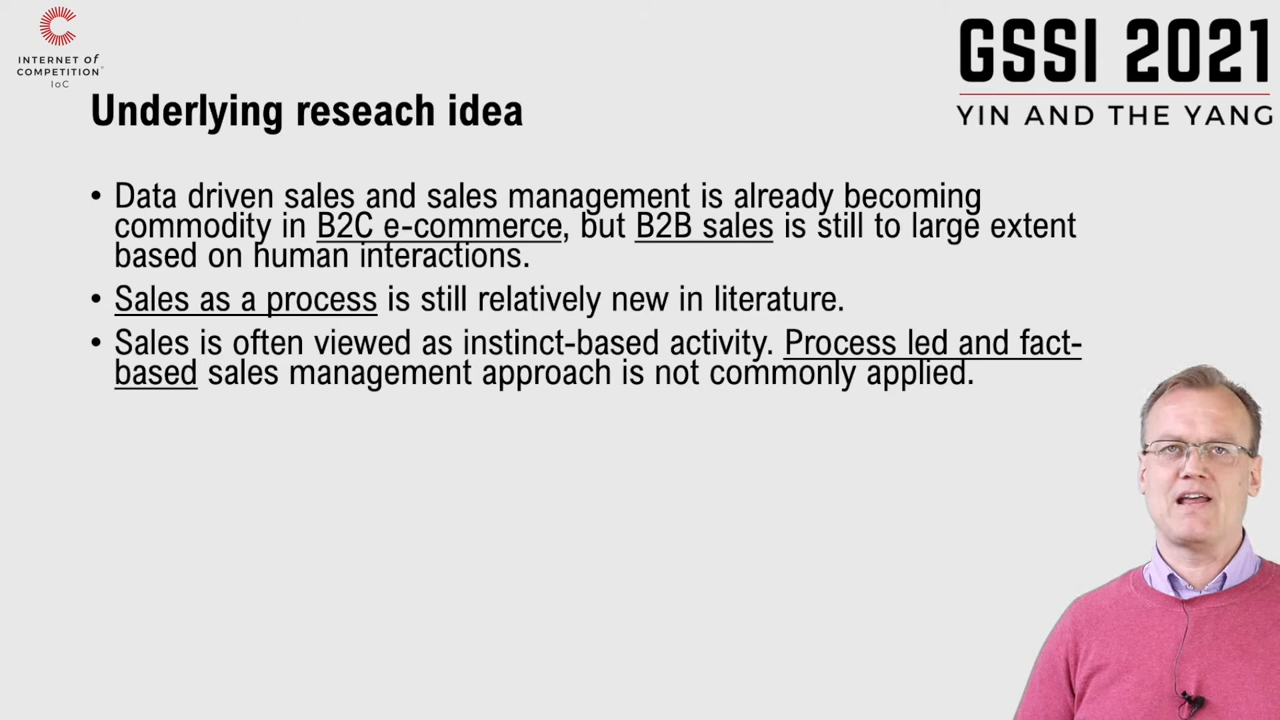 INTERNET of
COMPETITION®
IoC
GSSI 2021
YIN AND THE YANG
Underlying reseach idea
• Data driven sales and sales management is already becoming
commodity in B2C e-commerce, but B2B sales is still to large extent
based on human interactions.
• Sales as a process is still relatively new in literature.
• Sales is often viewed as instinct-based activity. Process led and fact-
based sales management approach is not commonly applied.